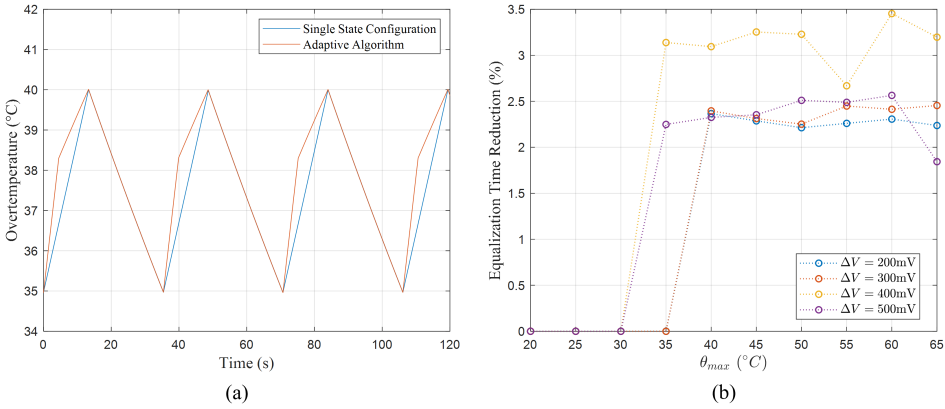 42
41
40
39
38
37
36
35
34
Overtemperature (°C)
Single State Configuration
Adaptive Algorithm
0
20
40
60
80
100
120
Time (s)
(a)
3.5
3
2.5
2
1.5
1
0.5
0
Equalization Time Reduction (%)
ΔV = 200mV
ΔV = 300mV
ΔV = 400mV
ΔV = 500mV
20
25
30
35
40
45
50
55
60
65
θmax (°C)
(b)